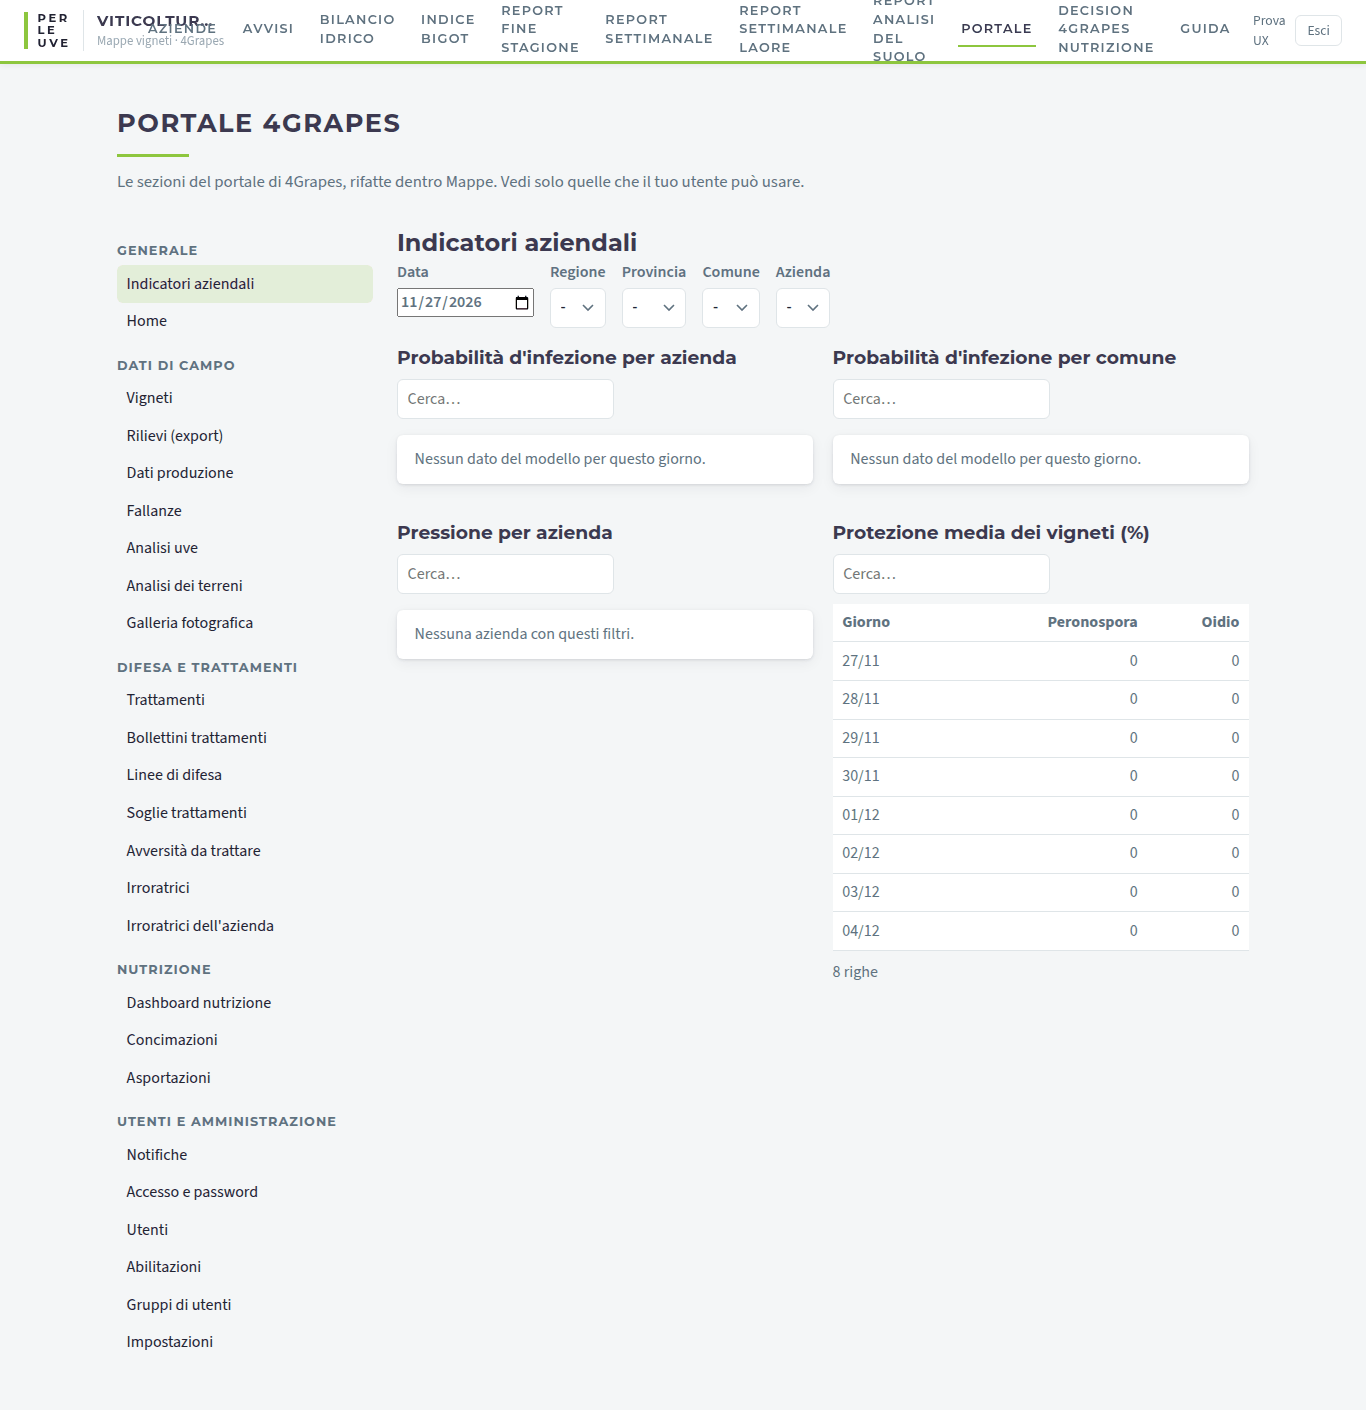 PER
LE
UVE
VITICOLTUR...
Mappe vigneti · 4Grapes
AZIENDE
AVVISI
BILANCIO
IDRICO
INDICE
BIGOT
REPORT
FINE
STAGIONE
REPORT
SETTIMANALE
REPORT
SETTIMANALE
LAORE
REPORT
ANALISI
DEL
SUOLO
PORTALE
DECISION
4GRAPES
NUTRIZIONE
GUIDA
Prova
UX
Esci
PORTALE 4GRAPES
Le sezioni del portale di 4Grapes, rifatte dentro Mappe. Vedi solo quelle che il tuo utente può usare.
GENERALE
Indicatori aziendali
Home
DATI DI CAMPO
Vigneti
Rilievi (export)
Dati produzione
Fallanze
Analisi uve
Analisi dei terreni
Galleria fotografica
DIFESA E TRATTAMENTI
Trattamenti
Bollettini trattamenti
Linee di difesa
Soglie trattamenti
Avversità da trattare
Irroratrici
Irroratrici dell'azienda
NUTRIZIONE
Dashboard nutrizione
Concimazioni
Asportazioni
UTENTI E AMMINISTRAZIONE
Notifiche
Accesso e password
Utenti
Abilitazioni
Gruppi di utenti
Impostazioni
Indicatori aziendali
Data Regione Provincia Comune Azienda
11/27/2026 - - - -
Probabilità d'infezione per azienda
Cerca...
Nessun dato del modello per questo giorno.
Probabilità d'infezione per comune
Cerca...
Nessun dato del modello per questo giorno.
Pressione per azienda
Cerca...
Nessuna azienda con questi filtri.
Protezione media dei vigneti (%)
Cerca...
Giorno Peronospora Oidio
27/11 0 0
28/11 0 0
29/11 0 0
30/11 0 0
01/12 0 0
02/12 0 0
03/12 0 0
04/12 0 0
8 righe